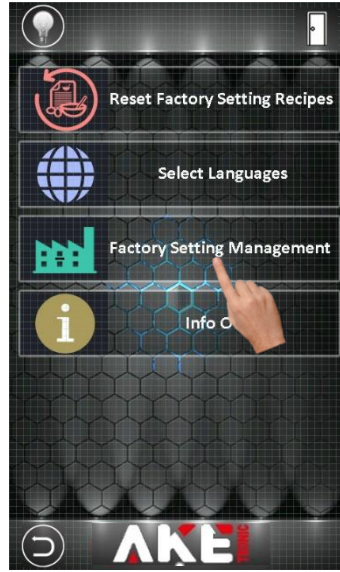 Reset Factory Setting Recipes
Select Languages
Factory Setting Management
Info O
AKE